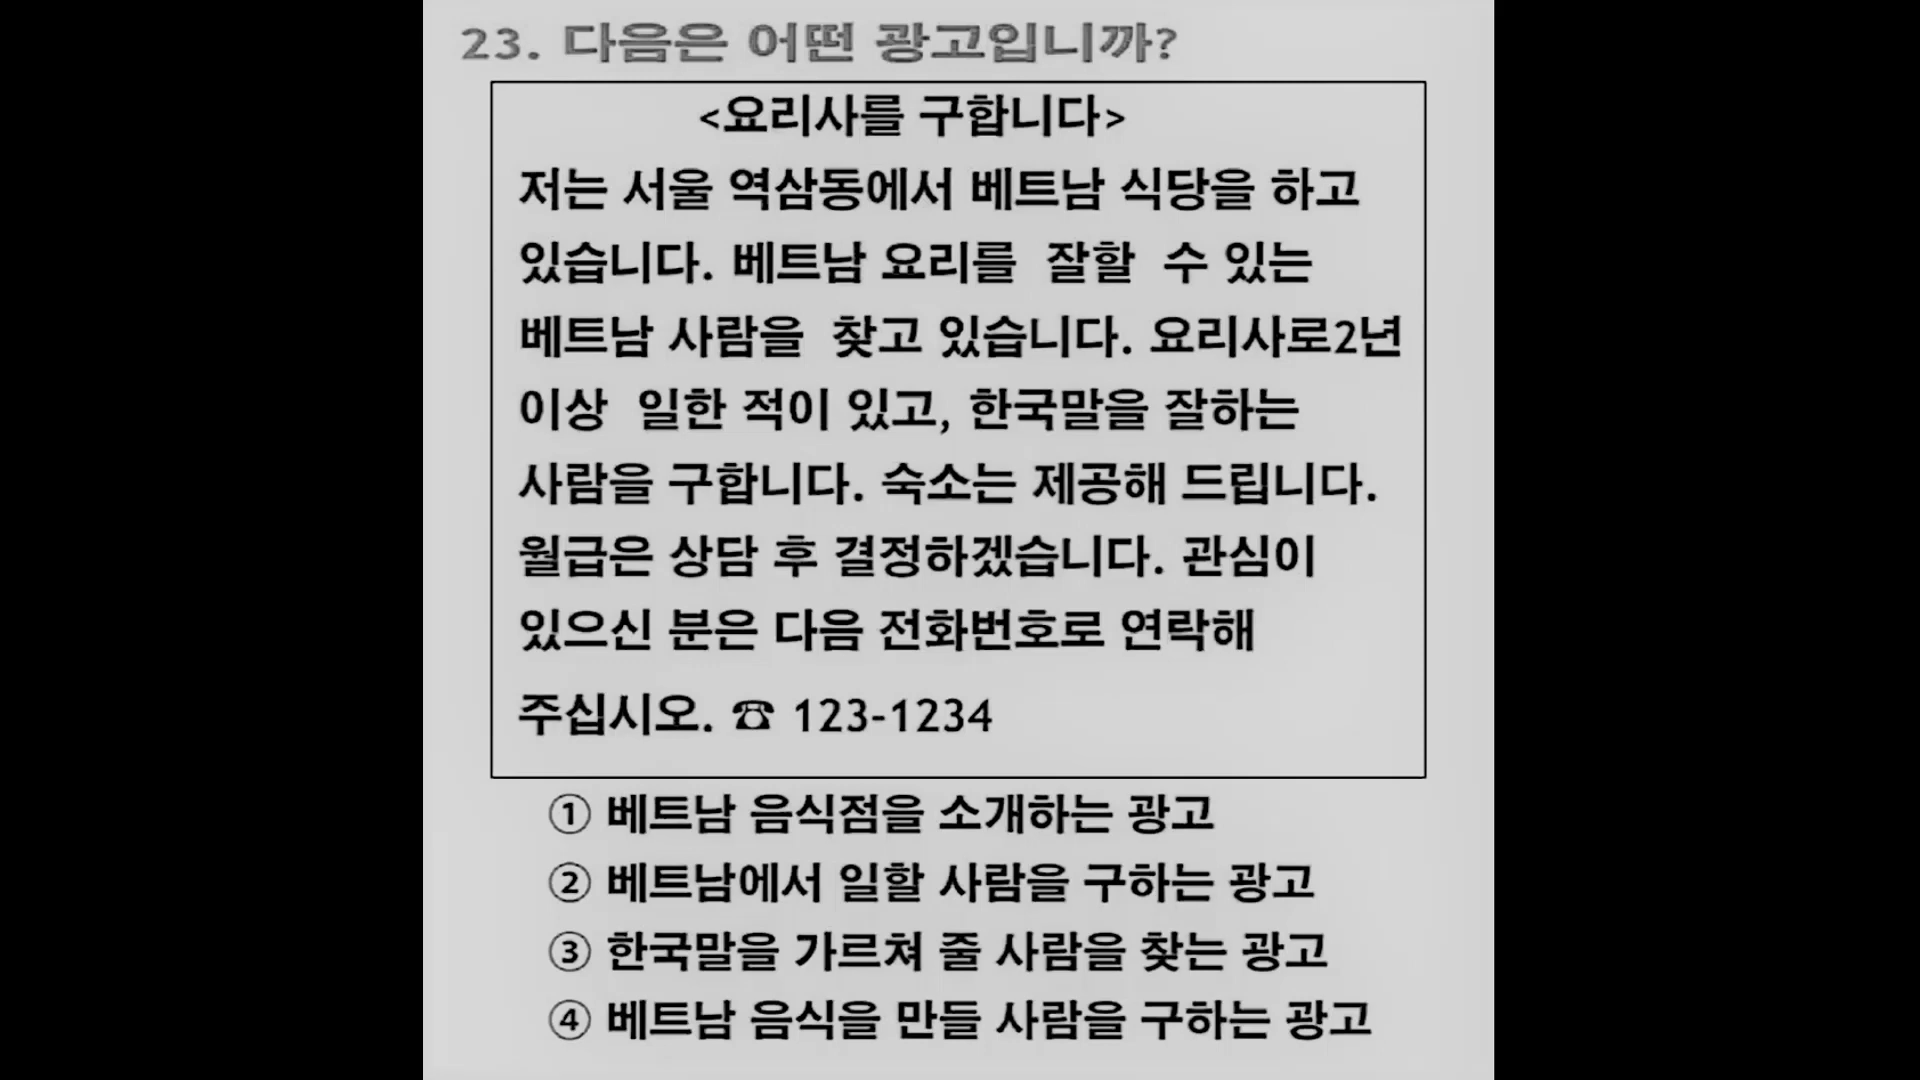 23. 다음은 어떤 광고입니까?
<요리사를 구합니다>
저는 서울 역삼동에서 베트남 식당을 하고
있습니다. 베트남 요리를 잘할 수 있는
베트남 사람을 찾고 있습니다. 요리사로2년
이상 일한 적이 있고, 한국말을 잘하는
사람을 구합니다. 숙소는 제공해 드립니다.
월급은 상담 후 결정하겠습니다. 관심이
있으신 분은 다음 전화번호로 연락해
주십시오. ☎ 123-1234
① 베트남 음식점을 소개하는 광고
② 베트남에서 일할 사람을 구하는 광고
③ 한국말을 가르쳐 줄 사람을 찾는 광고
④ 베트남 음식을 만들 사람을 구하는 광고